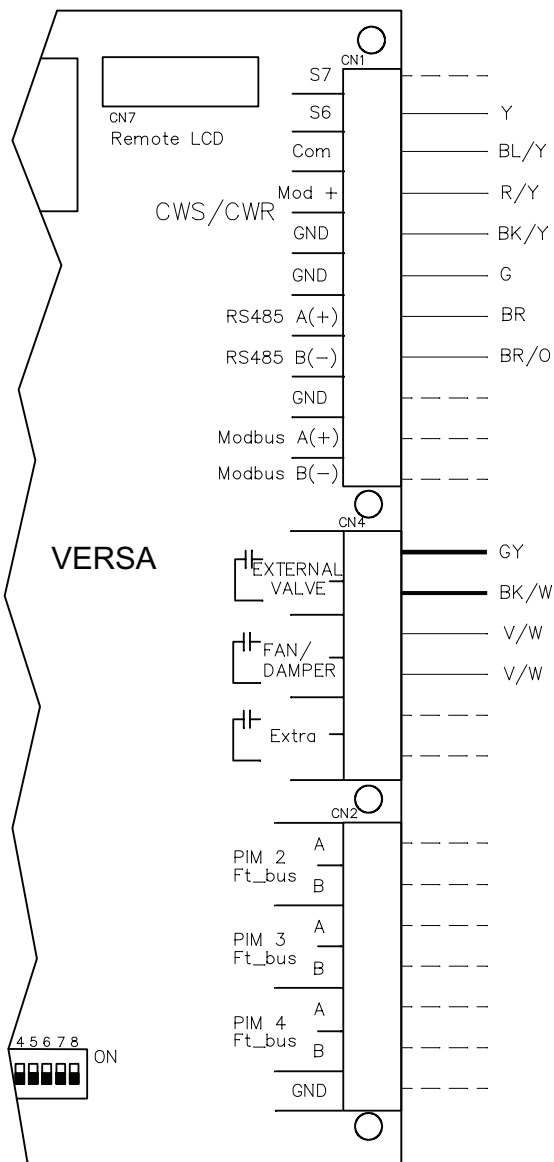 CN1
S7
CN7
Remote LCD
S6 Y
Com BL/Y
Mod + R/Y
CWS/CWR
GND BK/Y
GND G
RS485 A(+) BR
RS485 B(-) BR/O
GND
Modbus A(+)
Modbus B(-)
CN4
VERSA
EXTERNAL
VALVE
GY
BK/W
FAN/
DAMPER
V/W
V/W
Extra
CN2
PIM 2
Ft_bus
A
B
PIM 3
Ft_bus
A
B
PIM 4
Ft_bus
A
B
GND
4 5 6 7 8
ON